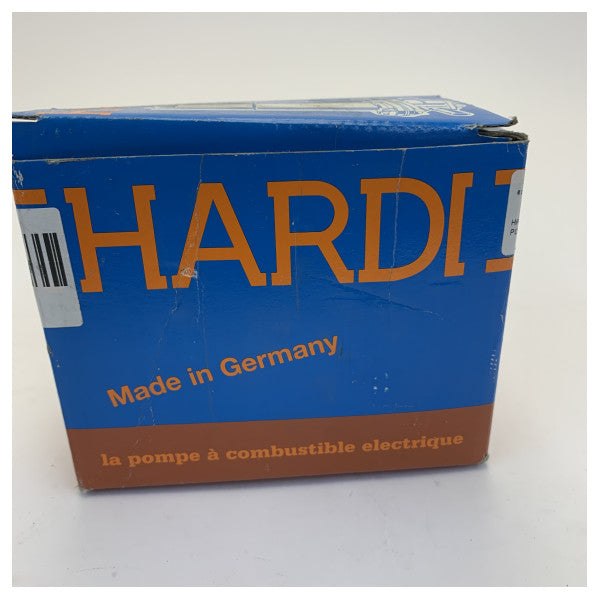 HARDI
Made in Germany
la pompe à combustible electrique